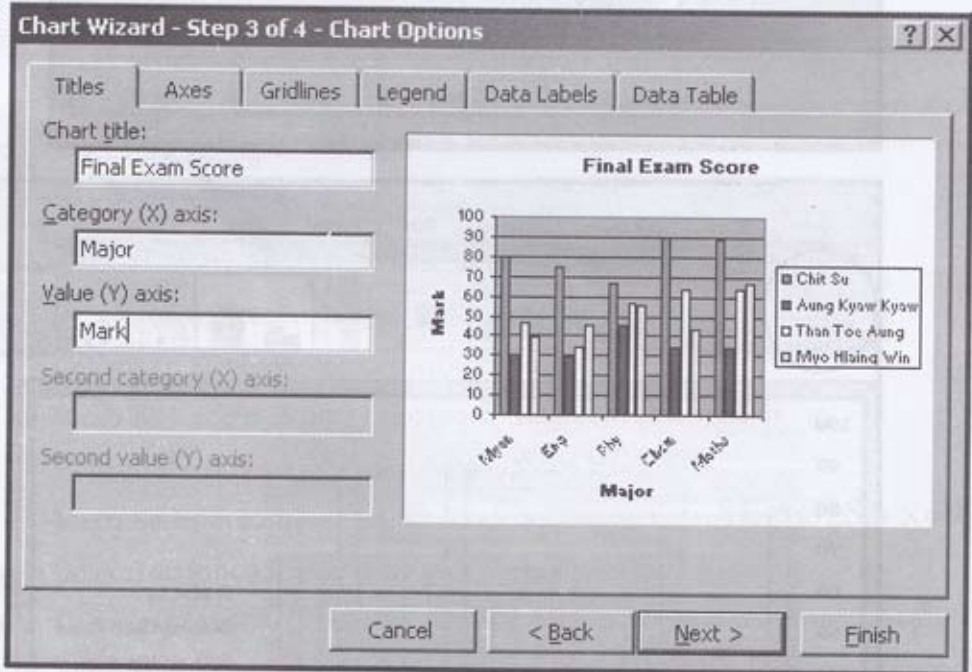 Chart Wizard - Step 3 of 4 - Chart Options
? X
Titles Axes Gridlines Legend Data Labels Data Table
Chart title:
Final Exam Score
Category (X) axis:
Major
Value (Y) axis:
Mark
Second category (X) axis:
Second value (Y) axis:
Final Exam Score
Mark
100
90
80
70
60
50
40
30
20
10
0
Eng
Phy
Chem
Maths
Major
Chit Su
Aung Kyaw Kyaw
Than Toe Aung
Myo Hlaing Win
Cancel
< Back
Next >
Finish